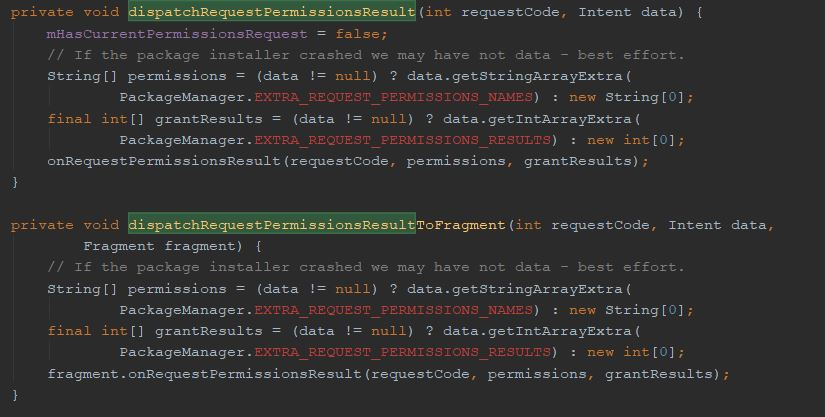 private void dispatchRequestPermissionsResult(int requestCode, Intent data) {
mHasCurrentPermissionsRequest = false;
// If the package installer crashed we may have not data - best effort.
String[] permissions = (data != null) ? data.getStringArrayExtra(
PackageManager.EXTRA_REQUEST_PERMISSIONS_NAMES) : new String[0];
final int[] grantResults = (data != null) ? data.getIntArrayExtra(
PackageManager.EXTRA_REQUEST_PERMISSIONS_RESULTS) : new int[0];
onRequestPermissionsResult(requestCode, permissions, grantResults);
}
private void dispatchRequestPermissionsResultToFragment(int requestCode, Intent data,
Fragment fragment) {
// If the package installer crashed we may have not data - best effort.
String[] permissions = (data != null) ? data.getStringArrayExtra(
PackageManager.EXTRA_REQUEST_PERMISSIONS_NAMES) : new String[0];
final int[] grantResults = (data != null) ? data.getIntArrayExtra(
PackageManager.EXTRA_REQUEST_PERMISSIONS_RESULTS) : new int[0];
fragment.onRequestPermissionsResult(requestCode, permissions, grantResults);
}